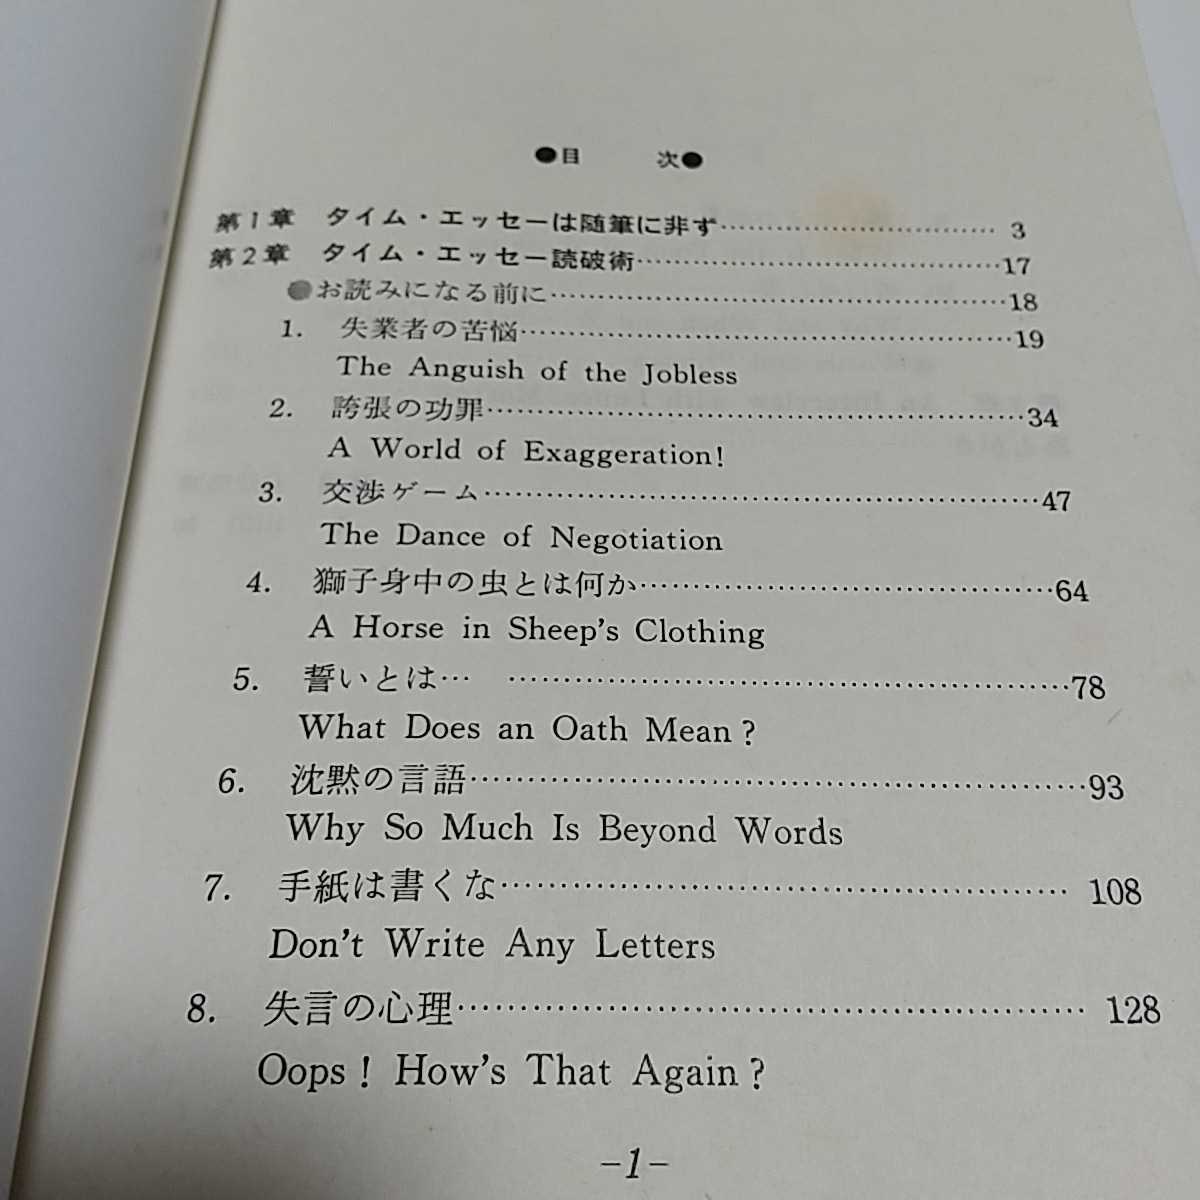 ●目 次●
第1章 タイム・エッセーは随筆に非ず…………………………… 3
第2章 タイム・エッセー読破術……………………………………17
●お読みになる前に………………………………………………18
1. 失業者の苦悩……………………………………………………19
The Anguish of the Jobless
2. 誇張の功罪………………………………………………………34
A World of Exaggeration!
3. 交渉ゲーム………………………………………………………47
The Dance of Negotiation
4. 獅子身中の虫とは何か…………………………………………64
A Horse in Sheep's Clothing
5. 誓いとは… ………………………………………………………78
What Does an Oath Mean?
6. 沈黙の言語………………………………………………………93
Why So Much Is Beyond Words
7. 手紙は書くな…………………………………………………… 108
Don't Write Any Letters
8. 失言の心理……………………………………………………… 128
Oops! How's That Again?
–1–